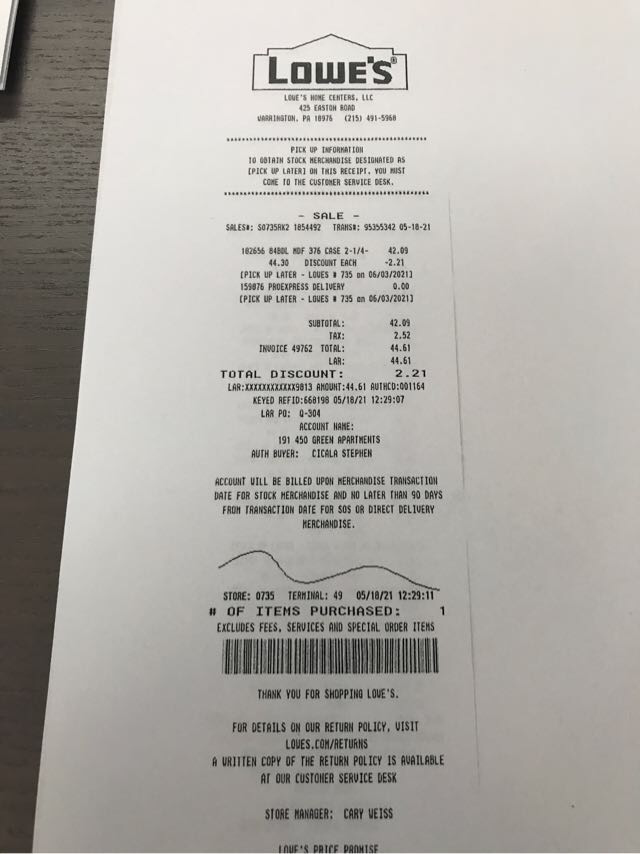 LOWE'S®
LOWE'S HOME CENTERS, LLC
425 EASTON ROAD
WARRINGTON, PA 18976 (215) 491-5968
******************************************
PICK UP INFORMATION
TO OBTAIN STOCK MERCHANDISE DESIGNATED AS
[PICK UP LATER] ON THIS RECEIPT, YOU MUST
COME TO THE CUSTOMER SERVICE DESK.
******************************************
- SALE -
SALES#: S0735RK2 1854492 TRANS#: 95355342 05-18-21
182656 84BDL MDF 376 CASE 2-1/4- 42.09
44.30 DISCOUNT EACH -2.21
[PICK UP LATER - LOWES # 735 on 06/03/2021]
159876 PROEXPRESS DELIVERY 0.00
[PICK UP LATER - LOWES # 735 on 06/03/2021]
SUBTOTAL: 42.09
TAX: 2.52
INVOICE 49762 TOTAL: 44.61
LAR: 44.61
TOTAL DISCOUNT: 2.21
LAR:XXXXXXXXXXXX9813 AMOUNT:44.61 AUTHCD:001164
KEYED REFID:668198 05/18/21 12:29:07
LAR PO: Q-304
ACCOUNT NAME:
191 450 GREEN APARTMENTS
AUTH BUYER: CICALA STEPHEN
ACCOUNT WILL BE BILLED UPON MERCHANDISE TRANSACTION
DATE FOR STOCK MERCHANDISE AND NO LATER THAN 90 DAYS
FROM TRANSACTION DATE FOR SOS OR DIRECT DELIVERY
MERCHANDISE.
STORE: 0735 TERMINAL: 49 05/18/21 12:29:11
# OF ITEMS PURCHASED: 1
EXCLUDES FEES, SERVICES AND SPECIAL ORDER ITEMS
THANK YOU FOR SHOPPING LOWE'S.
FOR DETAILS ON OUR RETURN POLICY, VISIT
LOWES.COM/RETURNS
A WRITTEN COPY OF THE RETURN POLICY IS AVAILABLE
AT OUR CUSTOMER SERVICE DESK
STORE MANAGER: CARY WEISS
LOWE'S PRICE PROMISE